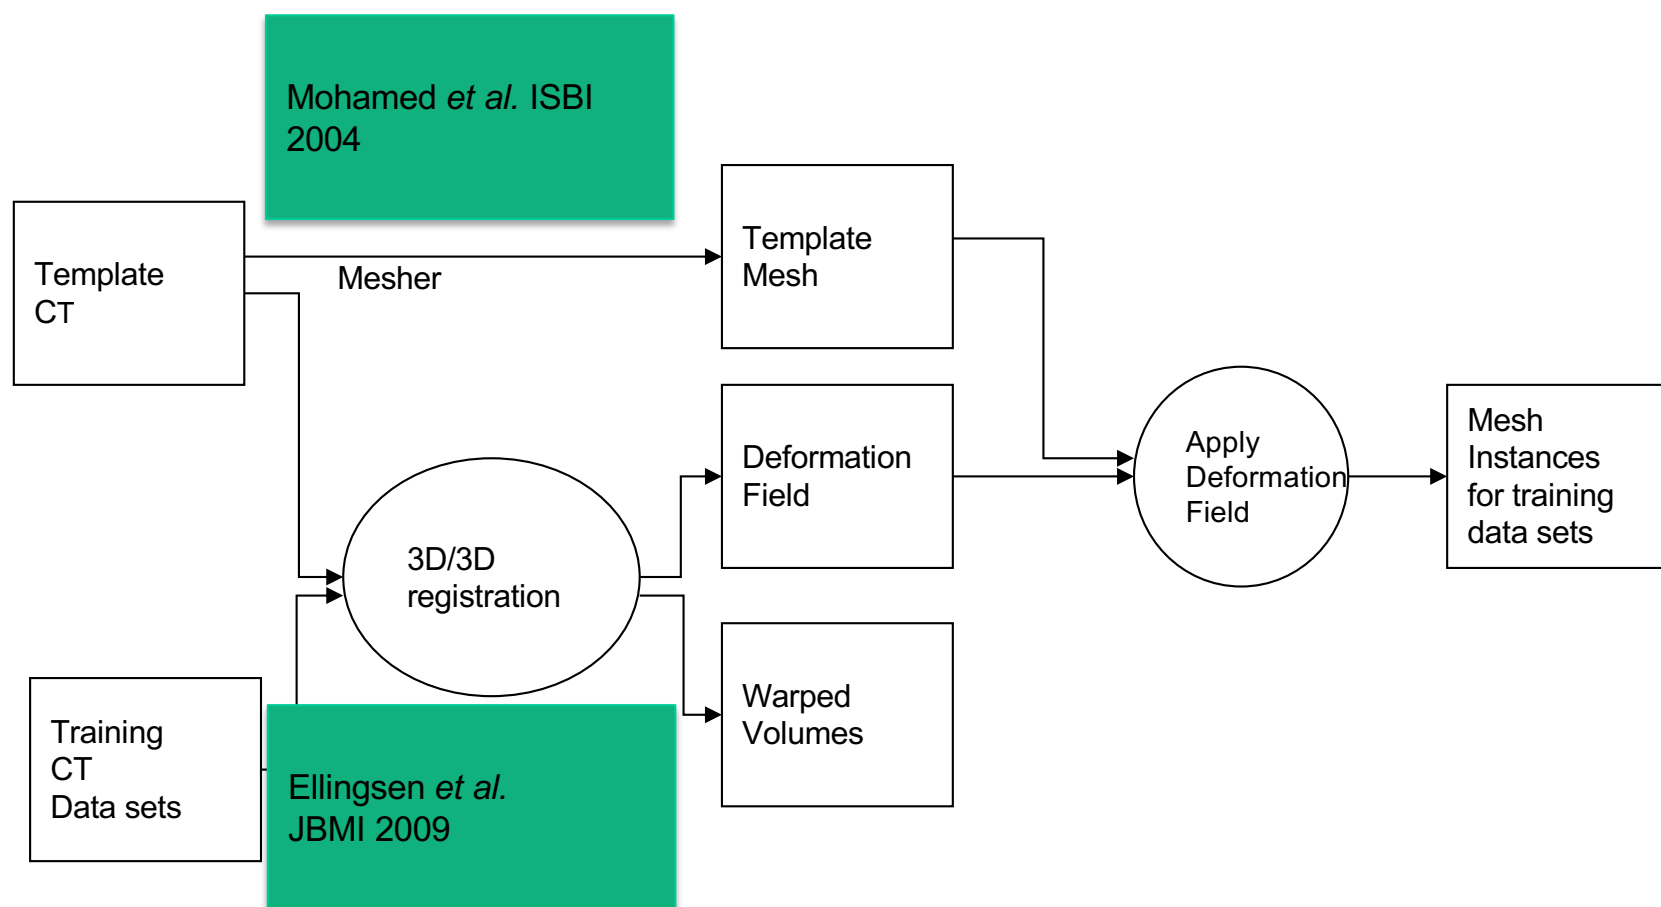 Mohamed et al. ISBI
2004
Template
CT
Mesher
Template
Mesh
Deformation
Field
Apply
Deformation
Field
Mesh
Instances
for training
data sets
3D/3D
registration
Warped
Volumes
Training
CT
Data sets
Ellingsen et al.
JBMI 2009